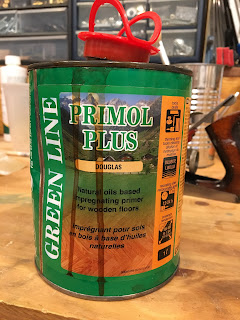 GREEN LINE
PRIMOL
PLUS
DOUGLAS
Natural oils based
impregnating primer
for wooden floors
Imprégnant pour sols
en bois à base d'huiles
naturelles